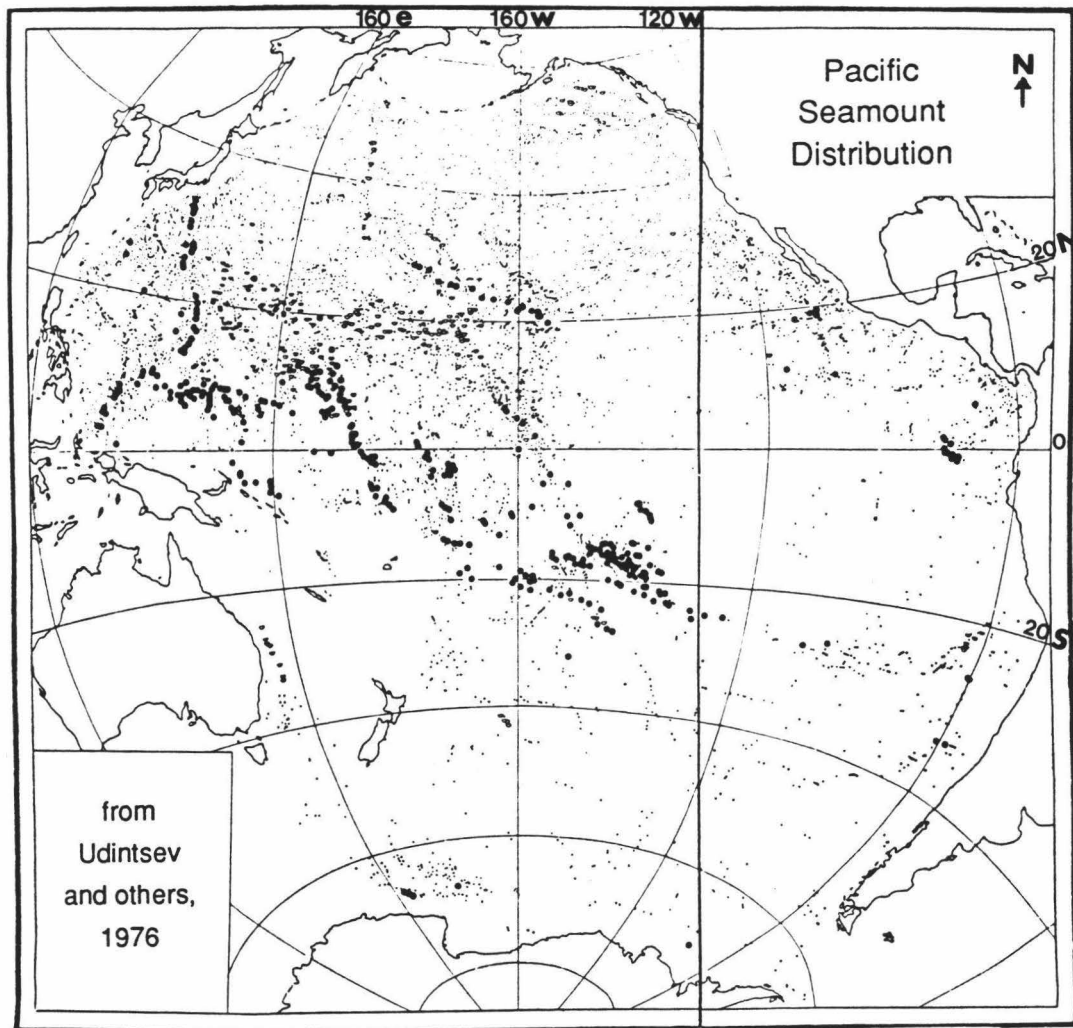 160 e 160 w 120 w
Pacific
Seamount
Distribution
N
20 N
0
20 S
from
Udintsev
and others,
1976